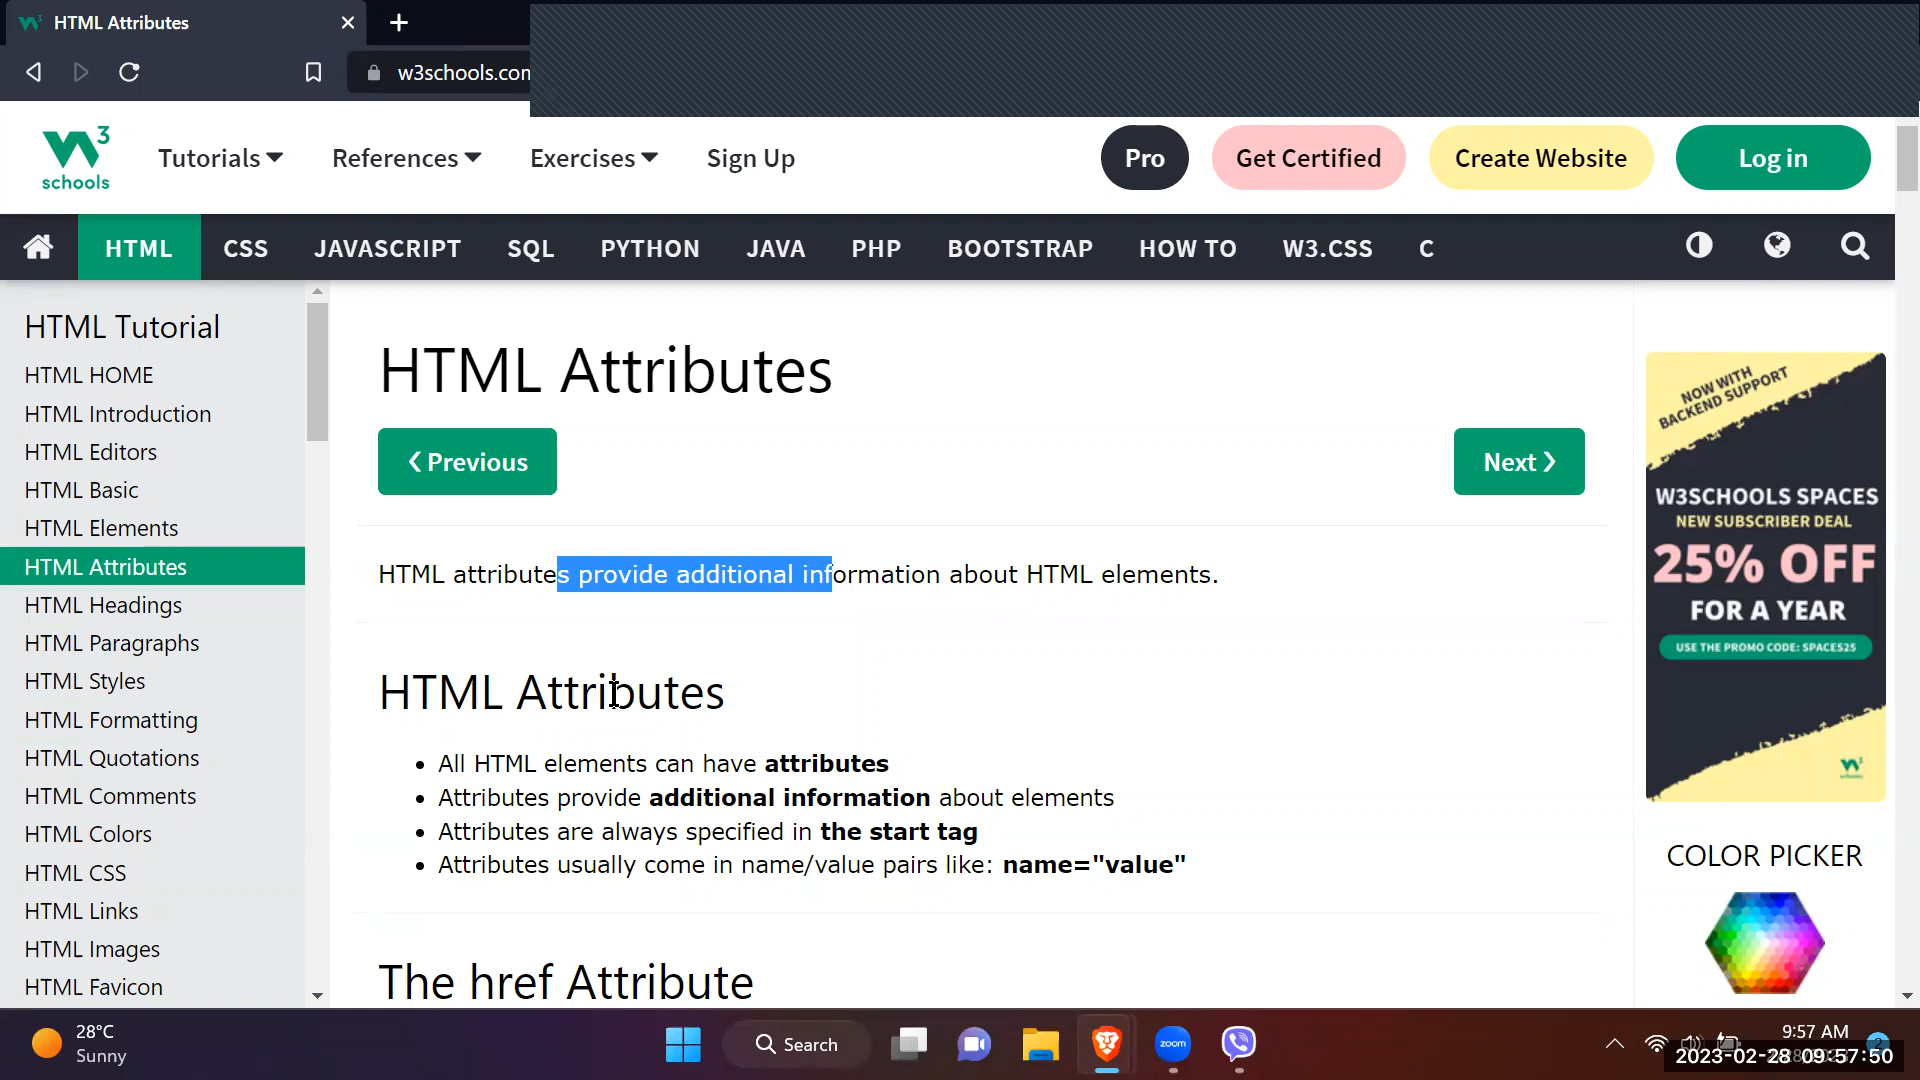 HTML Attributes
w3schools.com
W3 schools
Tutorials
References
Exercises
Sign Up
Pro
Get Certified
Create Website
Log in
HTML
CSS
JAVASCRIPT
SQL
PYTHON
JAVA
PHP
BOOTSTRAP
HOW TO
W3.CSS
C
HTML Tutorial
HTML HOME
HTML Introduction
HTML Editors
HTML Basic
HTML Elements
HTML Attributes
HTML Headings
HTML Paragraphs
HTML Styles
HTML Formatting
HTML Quotations
HTML Comments
HTML Colors
HTML CSS
HTML Links
HTML Images
HTML Favicon
HTML Attributes
❮ Previous
Next ❯
HTML attributes provide additional information about HTML elements.
HTML Attributes
• All HTML elements can have attributes
• Attributes provide additional information about elements
• Attributes are always specified in the start tag
• Attributes usually come in name/value pairs like: name="value"
The href Attribute
NOW WITH
BACKEND SUPPORT
W3SCHOOLS SPACES
NEW SUBSCRIBER DEAL
25% OFF
FOR A YEAR
USE THE PROMO CODE: SPACES25
COLOR PICKER
28°C
Sunny
Search
zoom
9:57 AM
2
2023-02-28 09:57:50